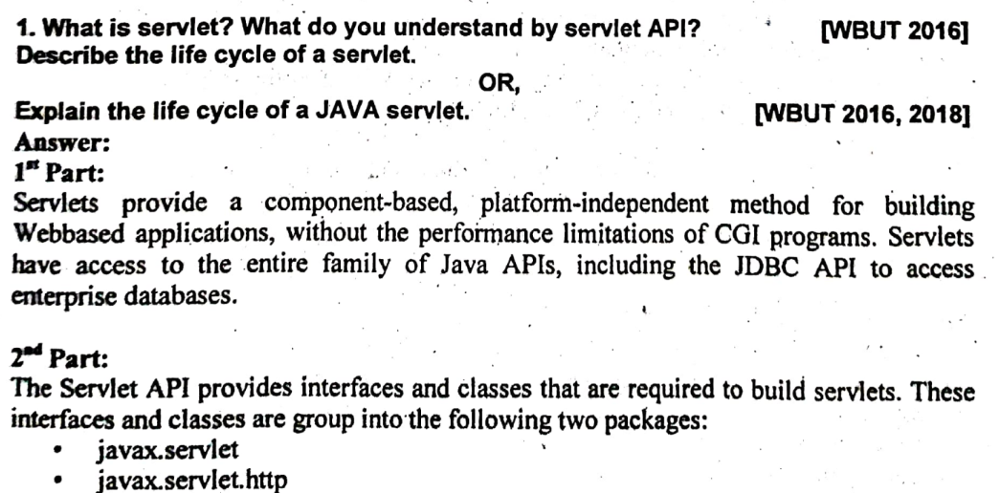 1. What is servlet? What do you understand by servlet API? [WBUT 2016]
Describe the life cycle of a servlet.
OR,
Explain the life cycle of a JAVA servlet. [WBUT 2016, 2018]
Answer:
1st Part:
Servlets provide a component-based, platform-independent method for building
Webbased applications, without the performance limitations of CGI programs. Servlets
have access to the entire family of Java APIs, including the JDBC API to access
enterprise databases.
2nd Part:
The Servlet API provides interfaces and classes that are required to build servlets. These
interfaces and classes are group into the following two packages:
• javax.servlet
• javax.servlet.http